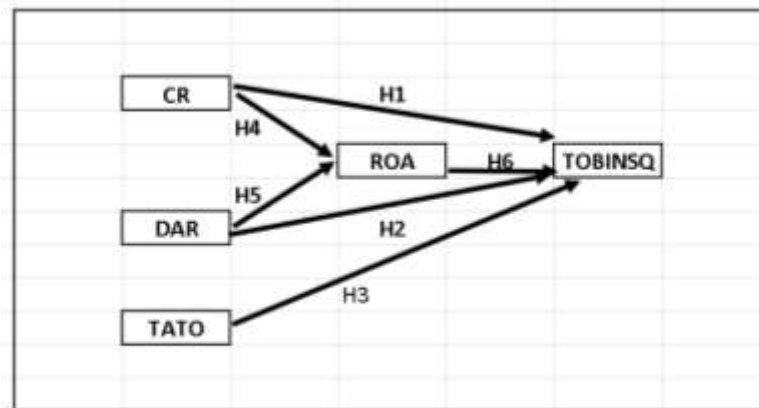 CR
H1
H4
ROA
H6
TOBINSQ
H5
DAR
H2
H3
TATO